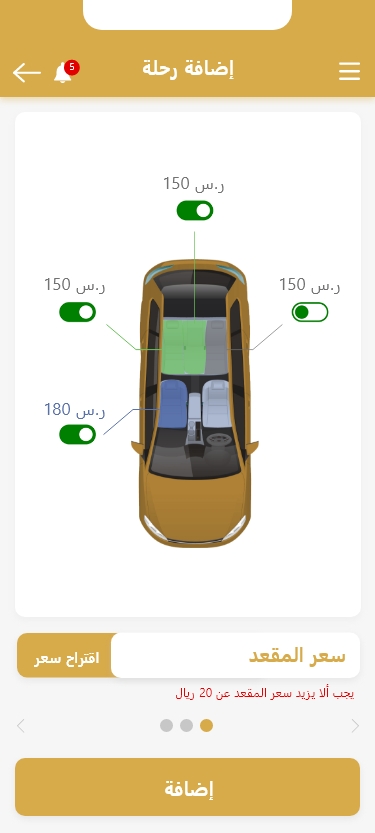 5
إضافة رحلة
150 ر.س
150 ر.س
150 ر.س
180 ر.س
سعر المقعد
اقتراح سعر
يجب ألا يزيد سعر المقعد عن 20 ريال
إضافة